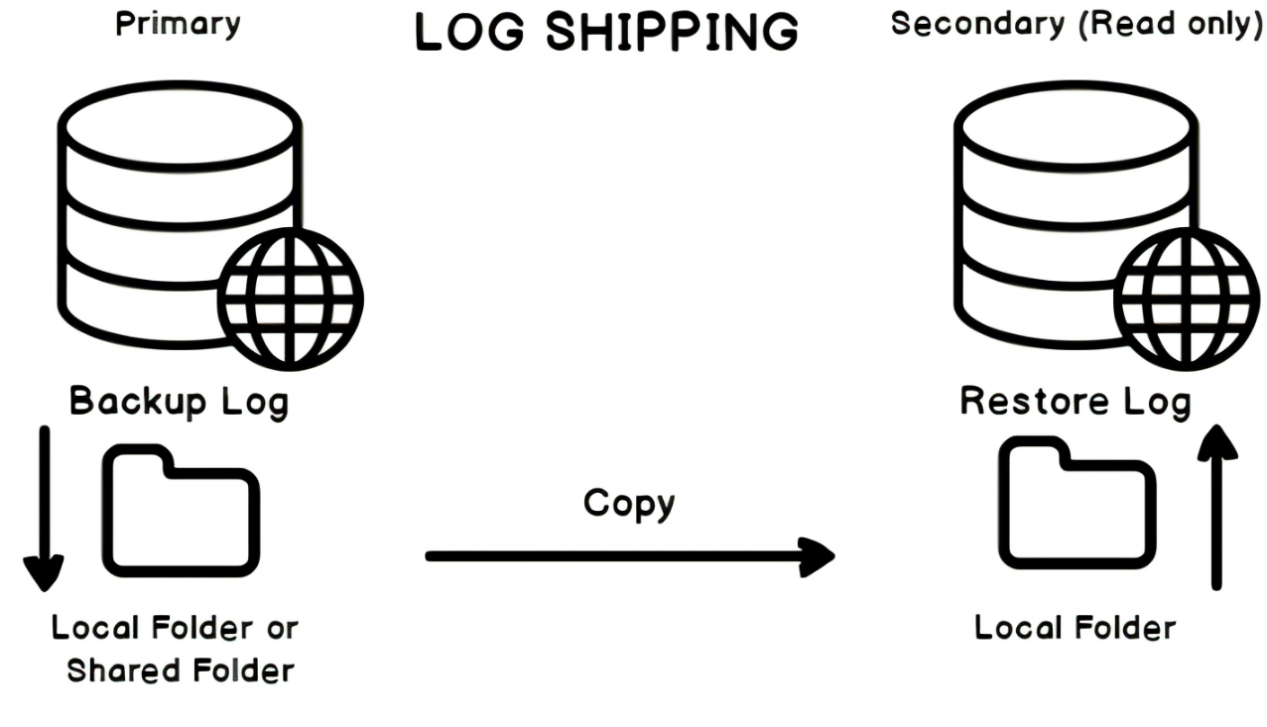 Primary
LOG SHIPPING
Secondary (Read only)
Backup Log
Restore Log
Copy
Local Folder or
Shared Folder
Local Folder